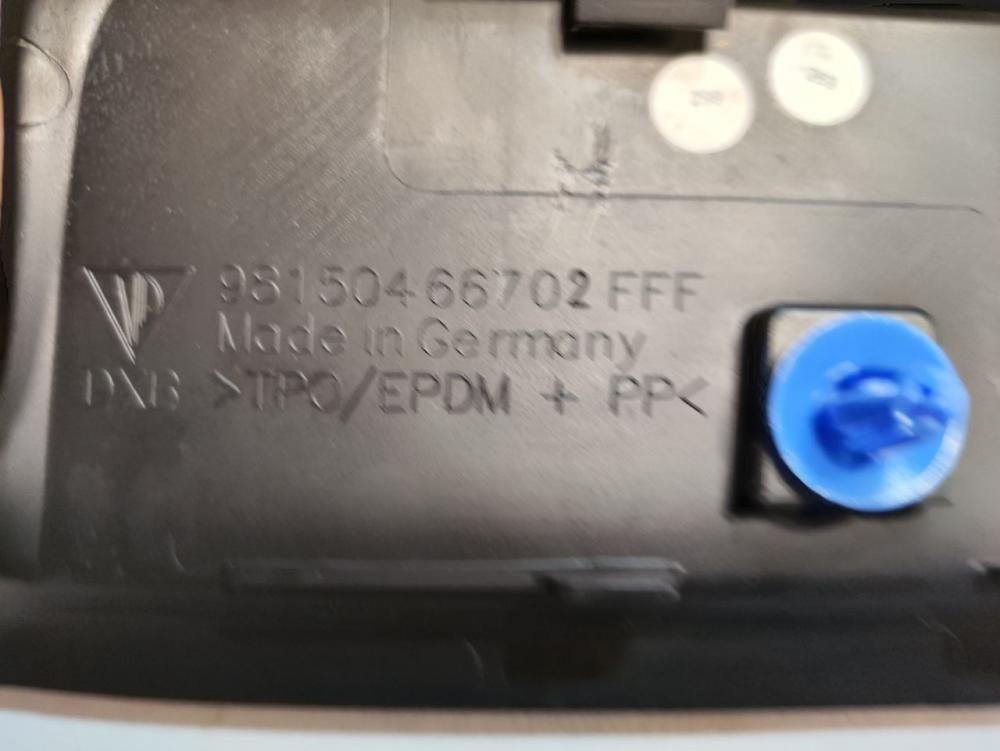 98150466702 FFF
Made in Germany
DXB >TPO/EPDM + PP<